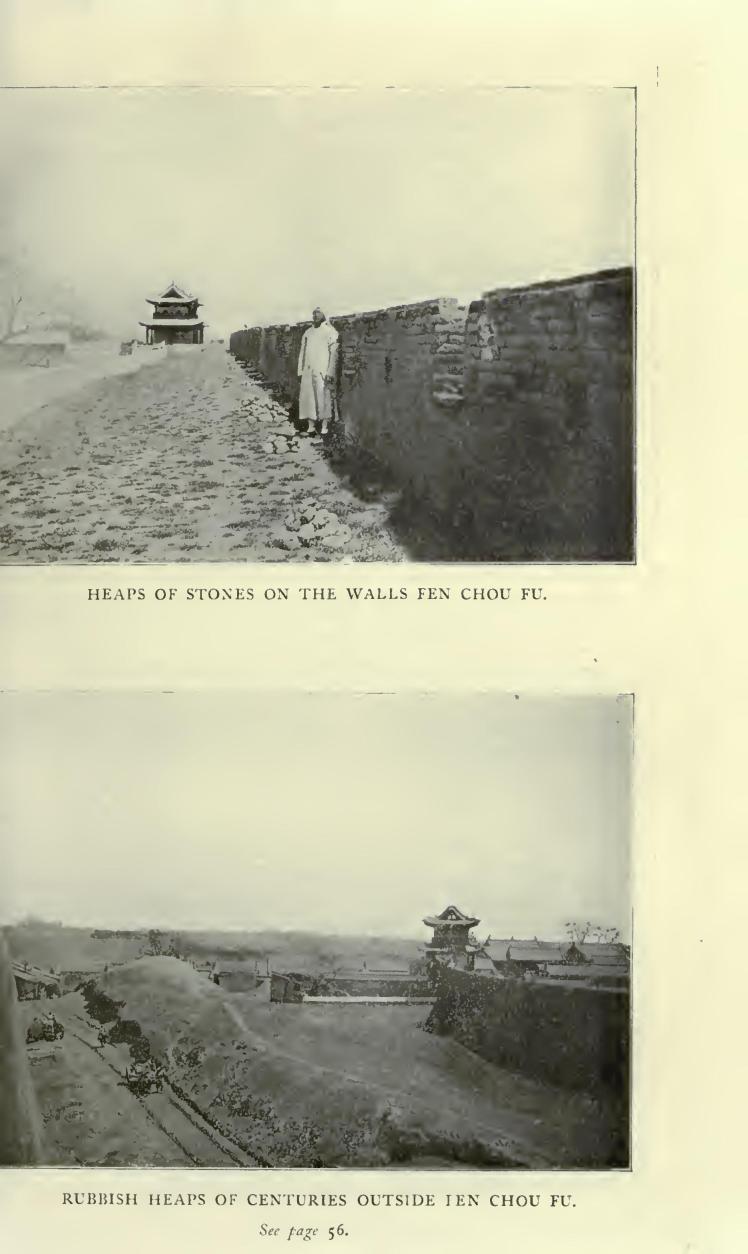 HEAPS OF STONES ON THE WALLS FEN CHOU FU.
RUBBISH HEAPS OF CENTURIES OUTSIDE FEN CHOU FU.
See page 56.